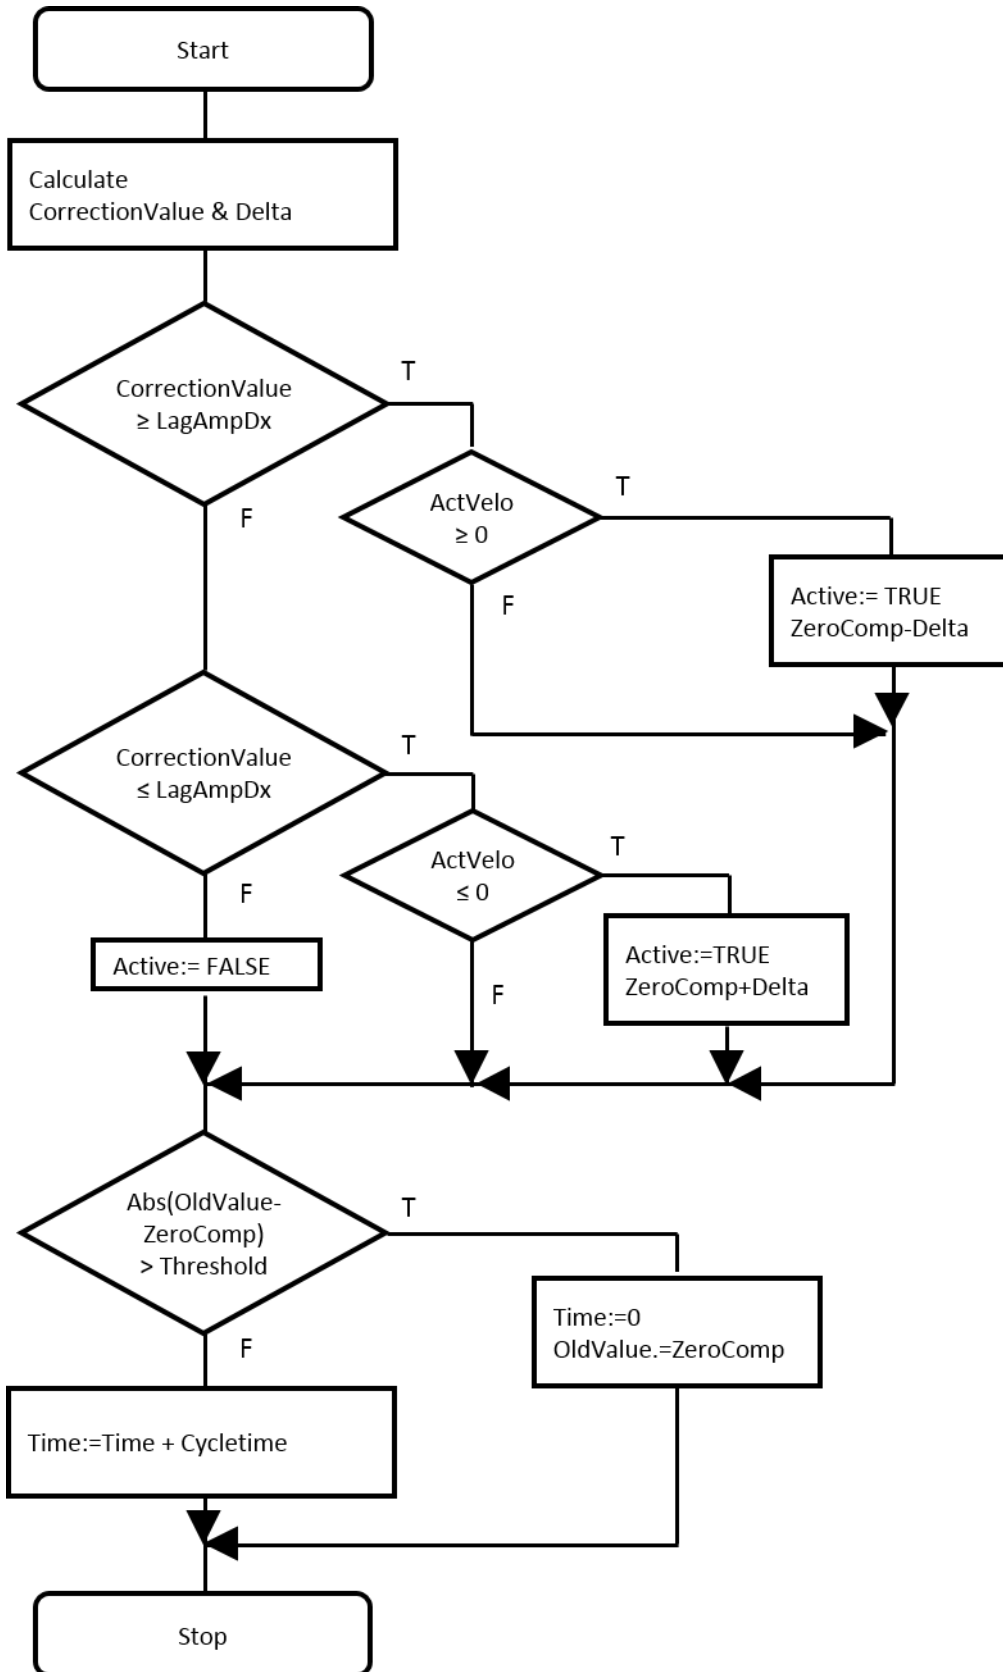 Start
Calculate
CorrectionValue & Delta
CorrectionValue
≥ LagAmpDx
T
F
ActVelo
≥ 0
T
F
Active:= TRUE
ZeroComp-Delta
CorrectionValue
≤ LagAmpDx
T
F
ActVelo
≤ 0
T
F
Active:=TRUE
ZeroComp+Delta
Active:= FALSE
Abs(OldValue-
ZeroComp)
> Threshold
T
F
Time:=0
OldValue.=ZeroComp
Time:=Time + Cycletime
Stop